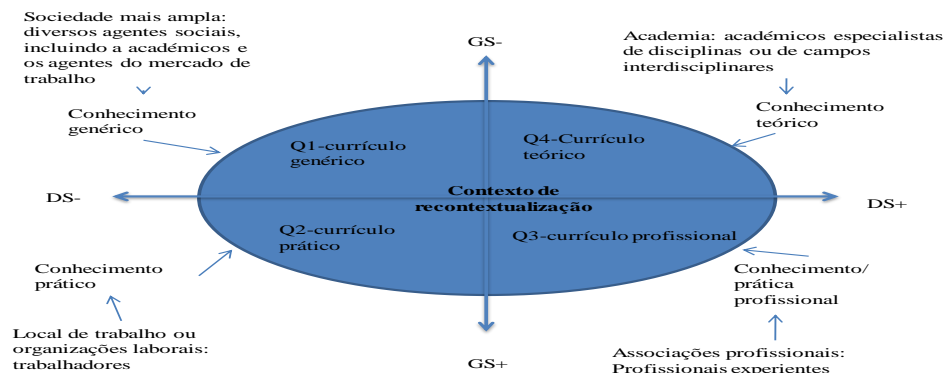 Sociedade mais ampla:
diversos agentes sociais,
incluindo a académicos e
os agentes do mercado de
trabalho
GS-
Academia: académicos especialistas
de disciplinas ou de campos
interdisciplinares
Conhecimento
genérico
Conhecimento
teórico
Q1-currículo
genérico
Q4-Currículo
teórico
DS-
Contexto de
recontextualização
DS+
Q2-currículo
prático
Q3-currículo profissional
Conhecimento
prático
Conhecimento/
prática
profissional
Local de trabalho ou
organizações laborais:
trabalhadores
GS+
Associações profissionais:
Profissionais experientes